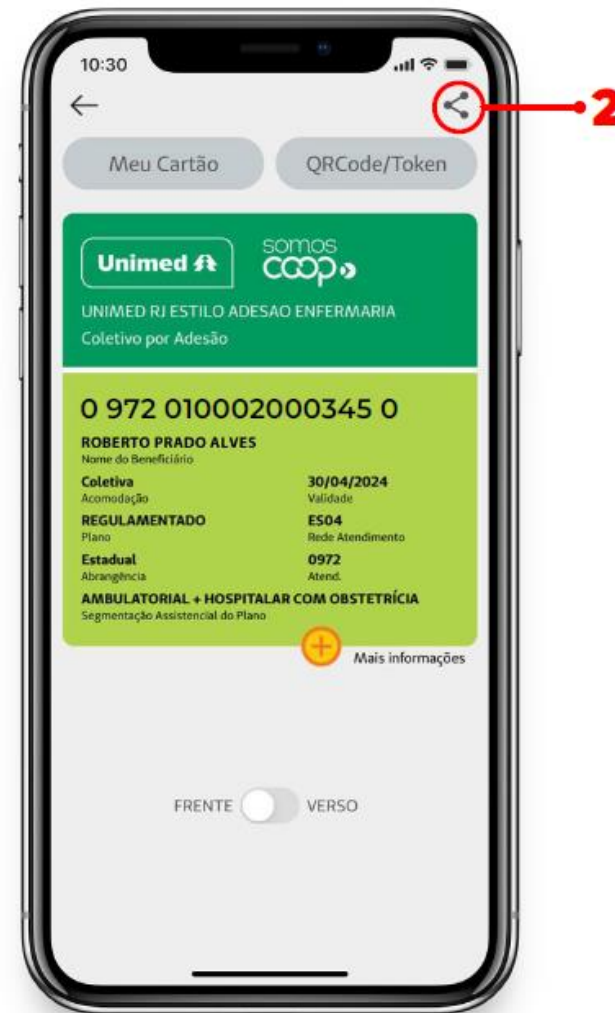 10:30
2
Meu Cartão QRCode/Token
Unimed somos coop
UNIMED RJ ESTILO ADESAO ENFERMARIA
Coletivo por Adesão
0 972 010002000345 0
ROBERTO PRADO ALVES
Nome do Beneficiário
Coletiva 30/04/2024
Acomodação Validade
REGULAMENTADO ES04
Plano Rede Atendimento
Estadual 0972
Abrangência Atend.
AMBULATORIAL + HOSPITALAR COM OBSTETRÍCIA
Segmentação Assistencial do Plano
Mais informações
FRENTE VERSO